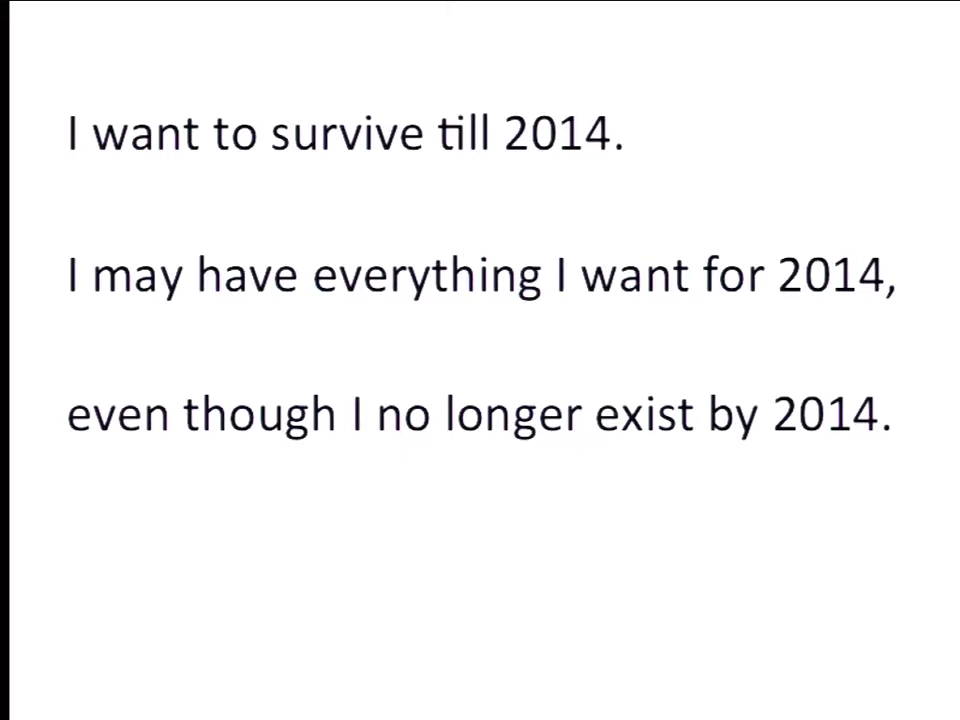 I want to survive till 2014.
I may have everything I want for 2014,
even though I no longer exist by 2014.